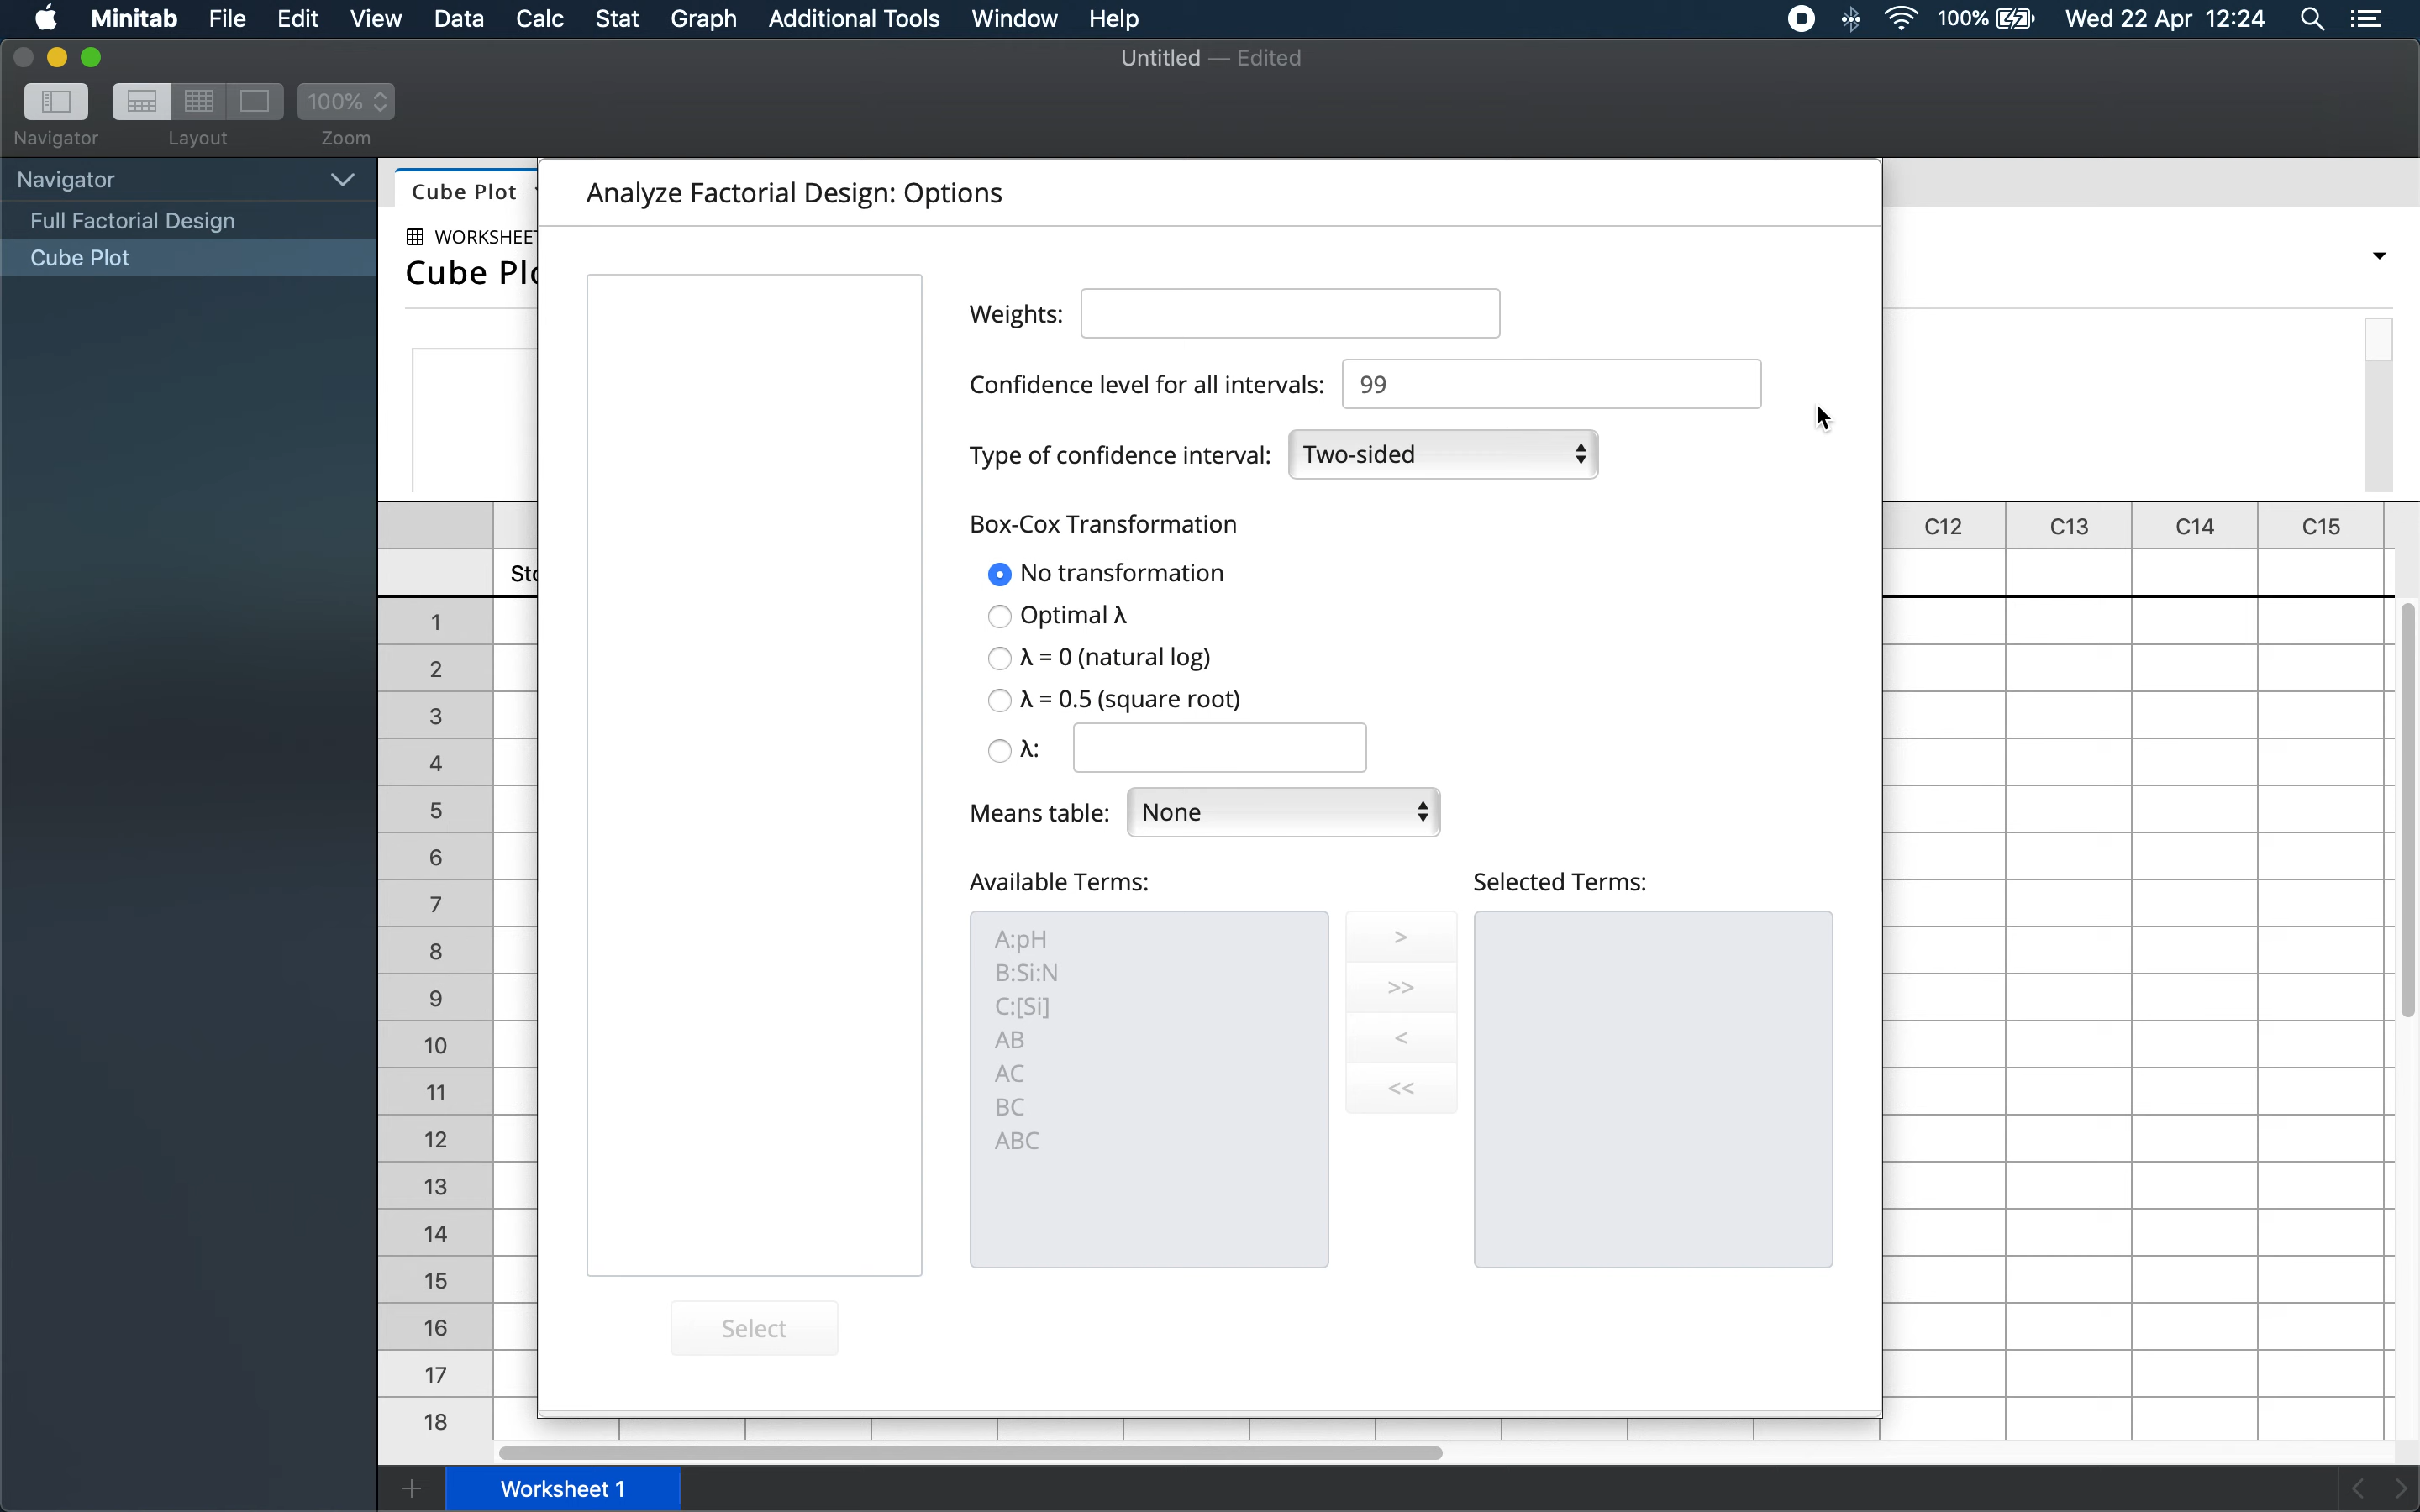 Minitab File Edit View Data Calc Stat Graph Additional Tools Window Help 100% Wed 22 Apr 12:24
Untitled — Edited
100%
Navigator Layout Zoom
Navigator
Full Factorial Design
Cube Plot
Cube Plot
WORKSHEET
Cube Plo
Analyze Factorial Design: Options
Weights:
Confidence level for all intervals: 99
Type of confidence interval: Two-sided
Box-Cox Transformation
No transformation
Optimal λ
λ = 0 (natural log)
λ = 0.5 (square root)
λ:
Means table: None
Available Terms: Selected Terms:
A:pH
B:Si:N
C:[Si]
AB
AC
BC
ABC
>
>>
<
<<
Select
C12 C13 C14 C15
1
2
3
4
5
6
7
8
9
10
11
12
13
14
15
16
17
18
+ Worksheet 1 < >